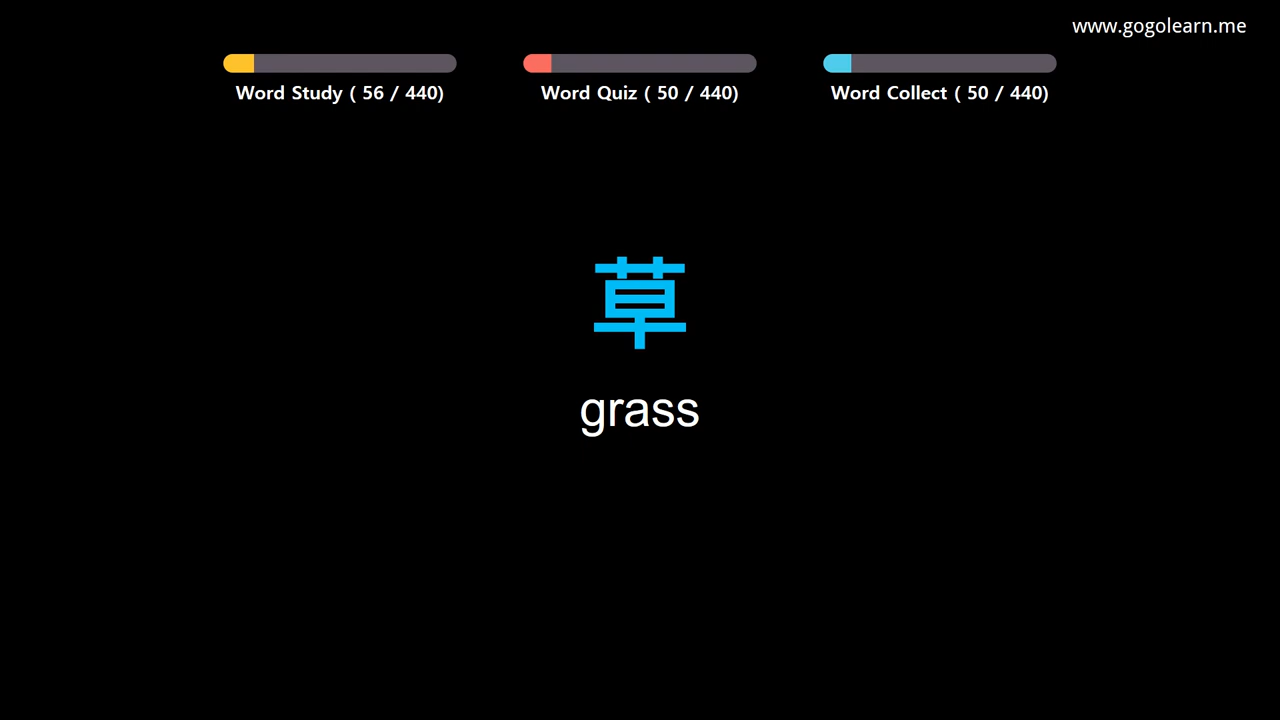 www.gogolearn.me
Word Study ( 56 / 440)
Word Quiz ( 50 / 440)
Word Collect ( 50 / 440)
草
grass